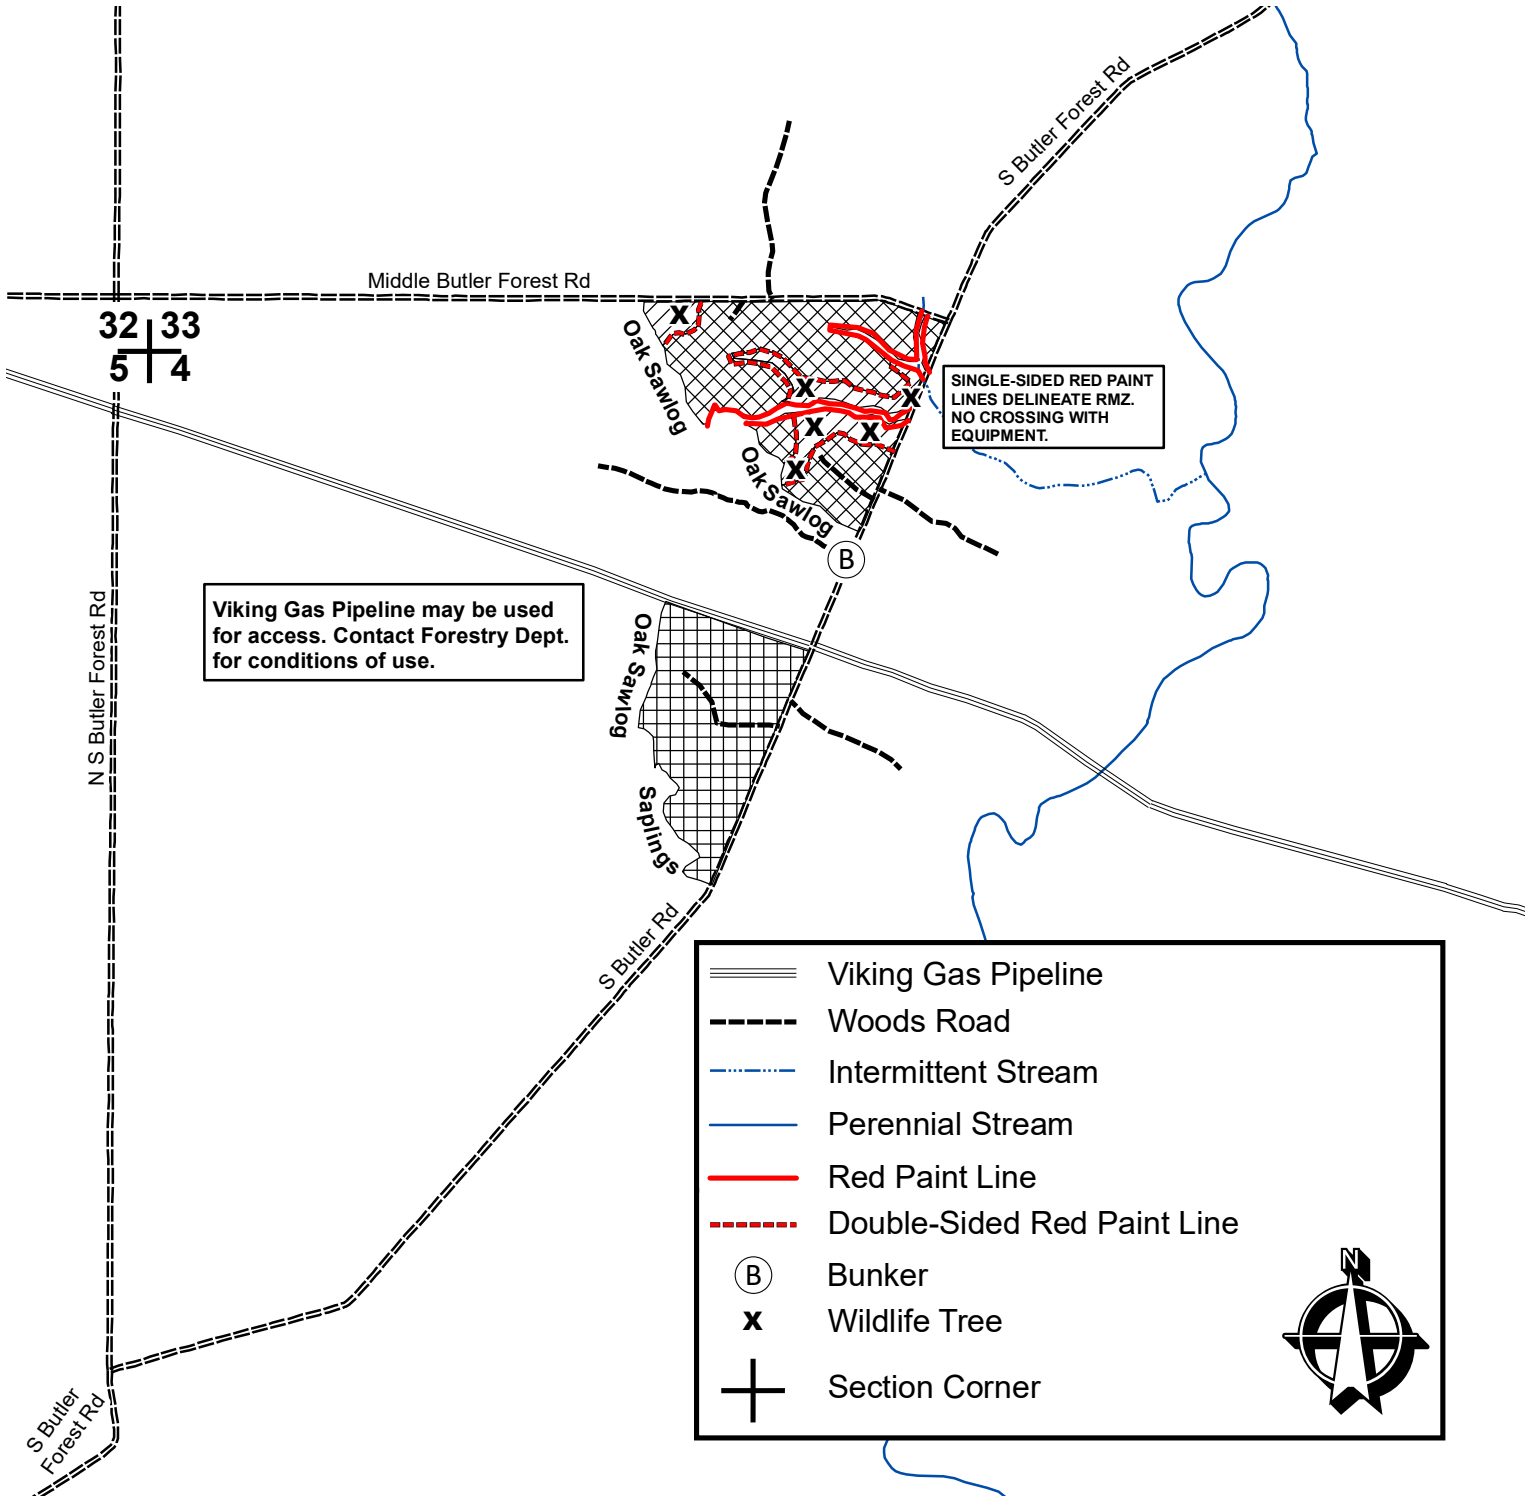 S Butler Forest Rd
Middle Butler Forest Rd
32 33
5 4
Oak Sawlog
X
X
X
X
X
X
SINGLE-SIDED RED PAINT
LINES DELINEATE RMZ.
NO CROSSING WITH
EQUIPMENT.
Oak Sawlog
B
N S Butler Forest Rd
Viking Gas Pipeline may be used
for access. Contact Forestry Dept.
for conditions of use.
Oak Sawlog
Saplings
S Butler Rd
Viking Gas Pipeline
Woods Road
Intermittent Stream
Perennial Stream
Red Paint Line
Double-Sided Red Paint Line
B Bunker
X Wildlife Tree
Section Corner
N
S Butler
Forest Rd